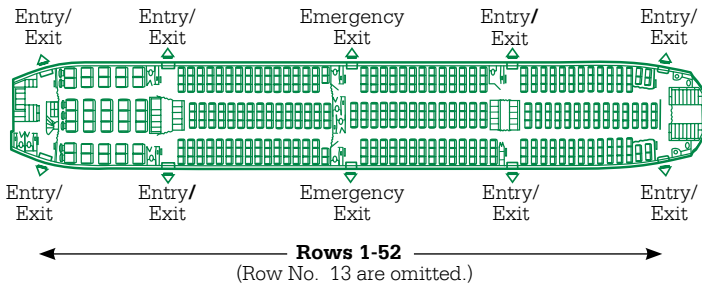 Entry/ Entry/ Emergency Entry/ Entry/
Exit Exit Exit Exit Exit
Entry/ Entry/ Emergency Entry/ Entry/
Exit Exit Exit Exit Exit
Rows 1-52
(Row No. 13 are omitted.)